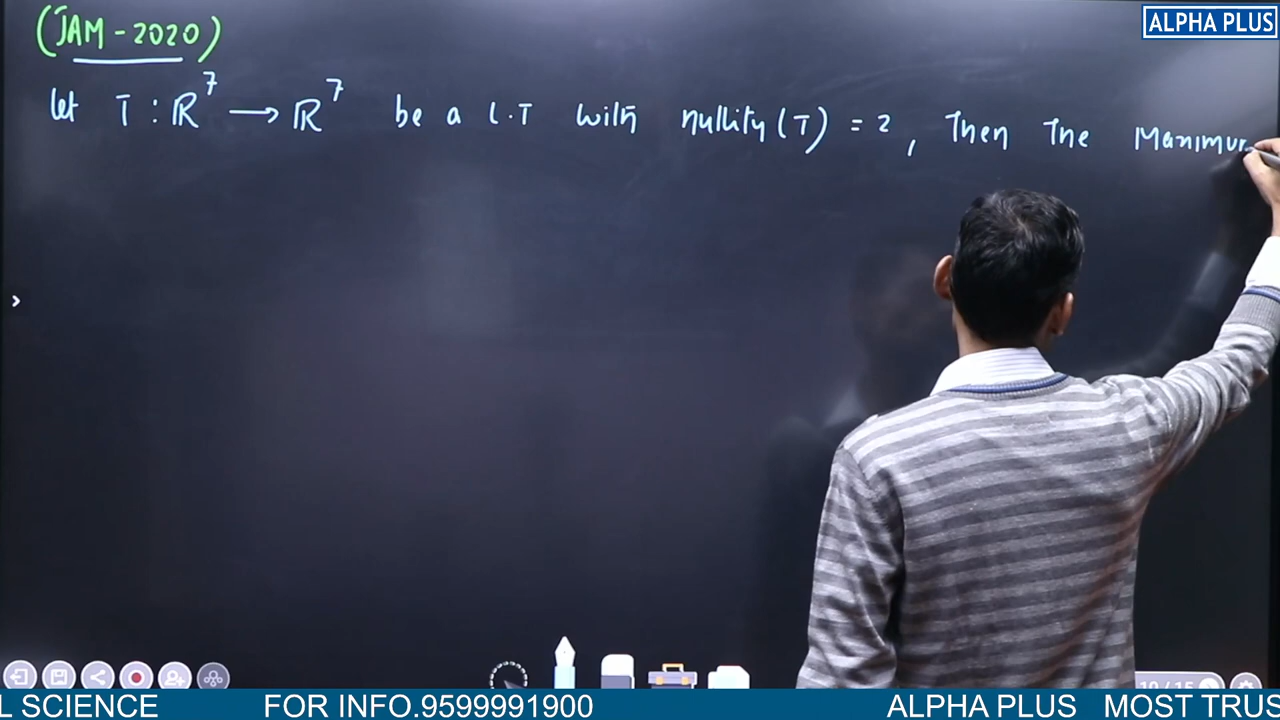 (JAM - 2020)
ALPHA PLUS
let T : ℝ⁷ ⟶ ℝ⁷ be a L.T with nullity (T) = 2, Then The Maximum
L SCIENCE FOR INFO.9599991900 ALPHA PLUS MOST TRUS